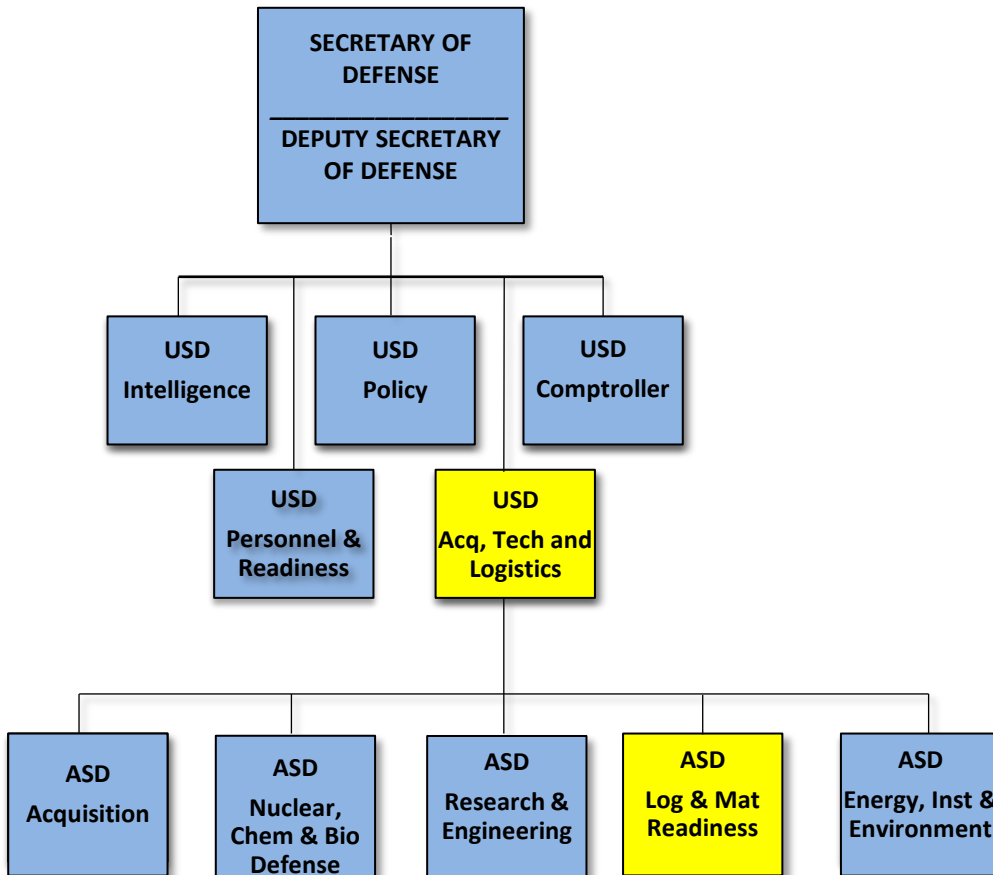 SECRETARY OF
DEFENSE
DEPUTY SECRETARY
OF DEFENSE
USD
Intelligence
USD
Policy
USD
Comptroller
USD
Personnel &
Readiness
USD
Acq, Tech and
Logistics
ASD
Acquisition
ASD
Nuclear,
Chem & Bio
Defense
ASD
Research &
Engineering
ASD
Log & Mat
Readiness
ASD
Energy, Inst &
Environment